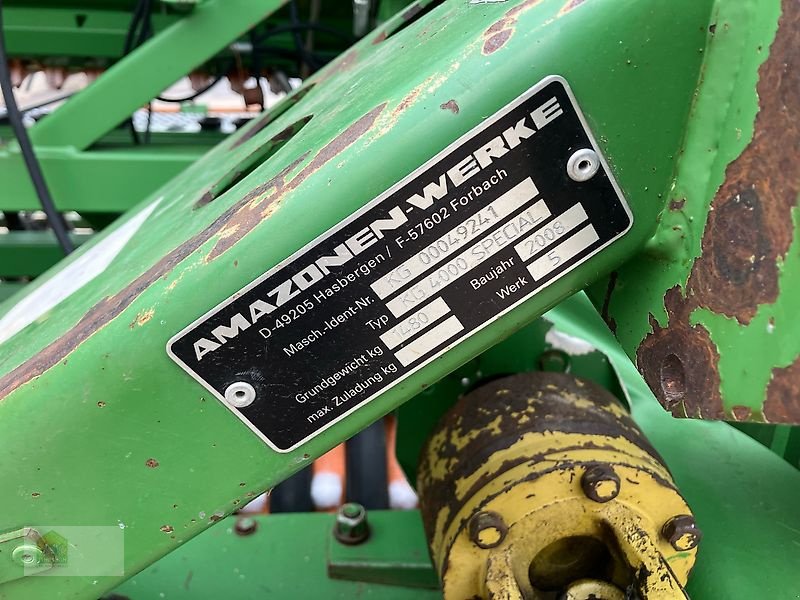 AMAZONEN-WERKE
D-49205 Hasbergen / F-57602 Forbach
Masch.-Ident-Nr. KG 00049241
Typ KG 4000 SPECIAL
Grundgewicht kg 1480 Baujahr 2008
max. Zuladung kg Werk 5